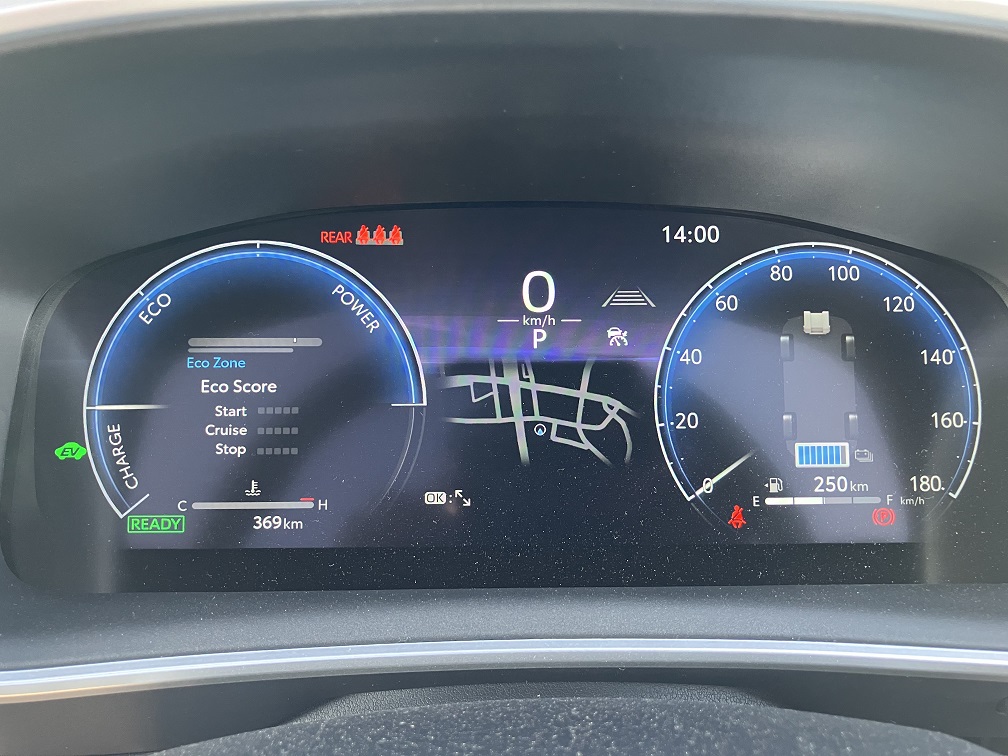 REAR
14:00
0
km/h
P
ECO
POWER
CHARGE
Eco Zone
Eco Score
Start
Cruise
Stop
EV
C
H
READY
369km
OK :
0
20
40
60
80
100
120
140
160
180
km/h
250km
E
F
P